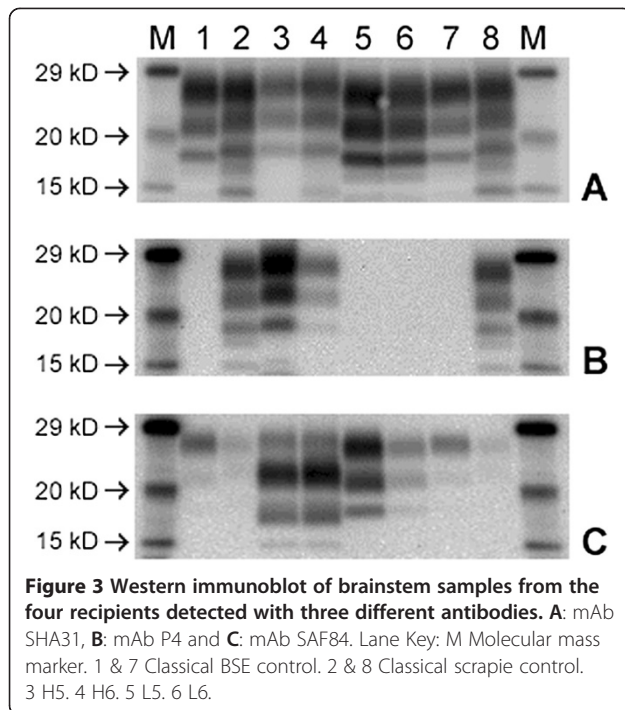 M 1 2 3 4 5 6 7 8 M
29 kD →
20 kD →
15 kD →
A
29 kD →
20 kD →
15 kD →
B
29 kD →
20 kD →
15 kD →
C
Figure 3 Western immunoblot of brainstem samples from the
four recipients detected with three different antibodies. A: mAb
SHA31, B: mAb P4 and C: mAb SAF84. Lane Key: M Molecular mass
marker. 1 & 7 Classical BSE control. 2 & 8 Classical scrapie control.
3 H5. 4 H6. 5 L5. 6 L6.